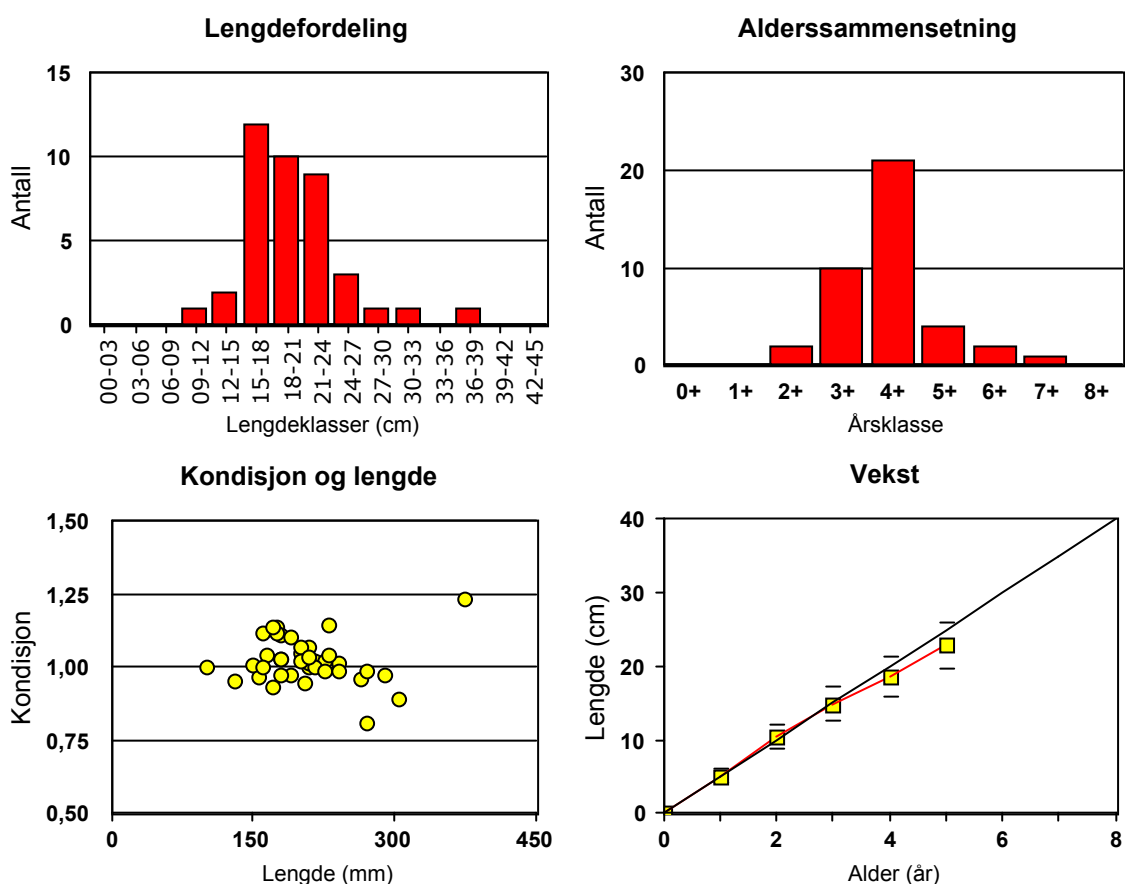 Lengdefordeling
Antall
15
10
5
0
00-03 03-06 06-09 09-12 12-15 15-18 18-21 21-24 24-27 27-30 30-33 33-36 36-39 39-42 42-45
Lengdeklasser (cm)
Alderssammensetning
Antall
30
20
10
0
0+ 1+ 2+ 3+ 4+ 5+ 6+ 7+ 8+
Årsklasse
Kondisjon og lengde
Kondisjon
1,50
1,25
1,00
0,75
0,50
0 150 300 450
Lengde (mm)
Vekst
Lengde (cm)
40
30
20
10
0
0 2 4 6 8
Alder (år)